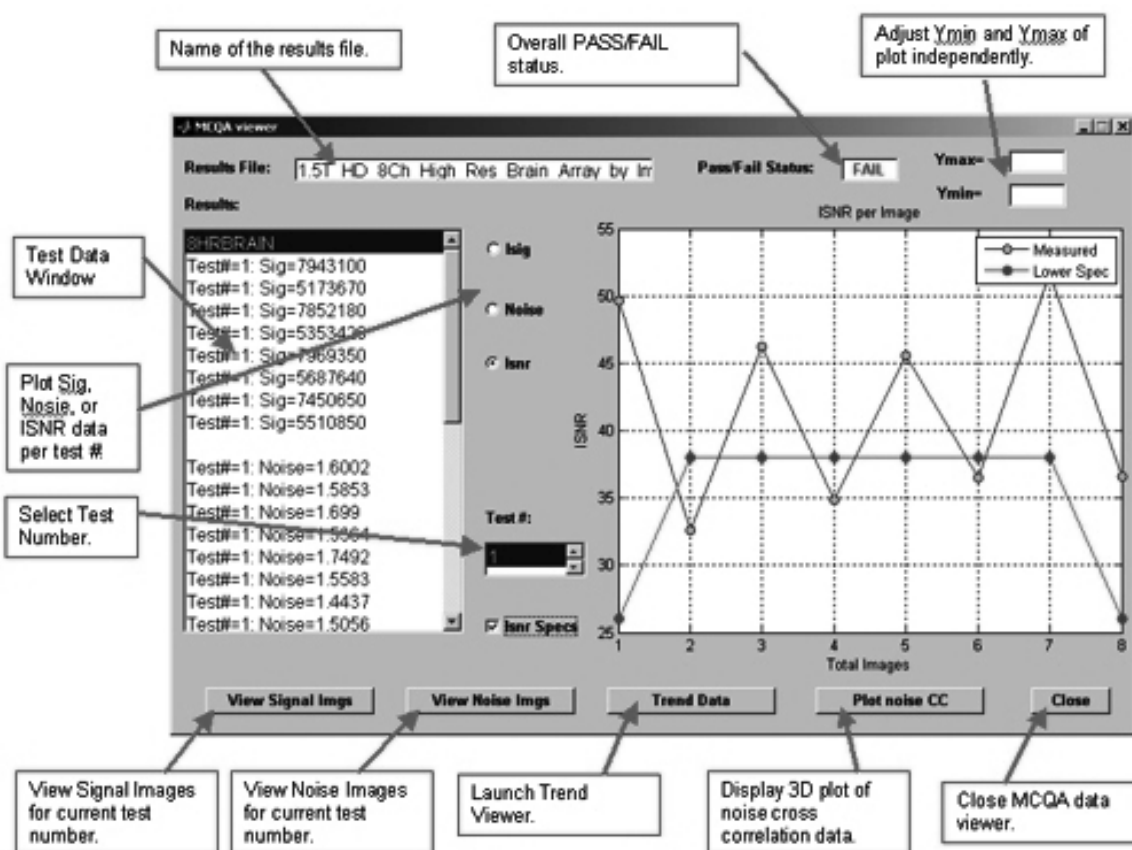 Name of the results file.
Overall PASS/FAIL
status.
Adjust Ymin and Ymax of
plot independently.
MCQA viewer
Results File:
1.5T HD 8Ch High Res Brain Array by Im
Pass/Fail Status:
FAIL
Ymax=
Ymin=
Results:
8HRBRAIN
Test#=1: Sig=7943100
Test#=1: Sig=5173670
Test#=1: Sig=7852180
Test#=1: Sig=5353428
Test#=1: Sig=7969350
Test#=1: Sig=5687640
Test#=1: Sig=7450650
Test#=1: Sig=5510850
Test#=1: Noise=1.6002
Test#=1: Noise=1.5853
Test#=1: Noise=1.699
Test#=1: Noise=1.5564
Test#=1: Noise=1.7492
Test#=1: Noise=1.5583
Test#=1: Noise=1.4437
Test#=1: Noise=1.5056
Isig
Noise
Isnr
Test #:
1
Isnr Specs
ISNR per Image
Measured
Lower Spec
ISNR
55
50
45
40
35
30
25
1 2 3 4 5 6 7 8
Total Images
View Signal Imgs
View Noise Imgs
Trend Data
Plot noise CC
Close
Test Data
Window
Plot Sig,
Nosie, or
ISNR data
per test #.
Select Test
Number.
View Signal Images
for current test
number.
View Noise Images
for current test
number.
Launch Trend
Viewer.
Display 3D plot of
noise cross
correlation data.
Close MCQA data
viewer.